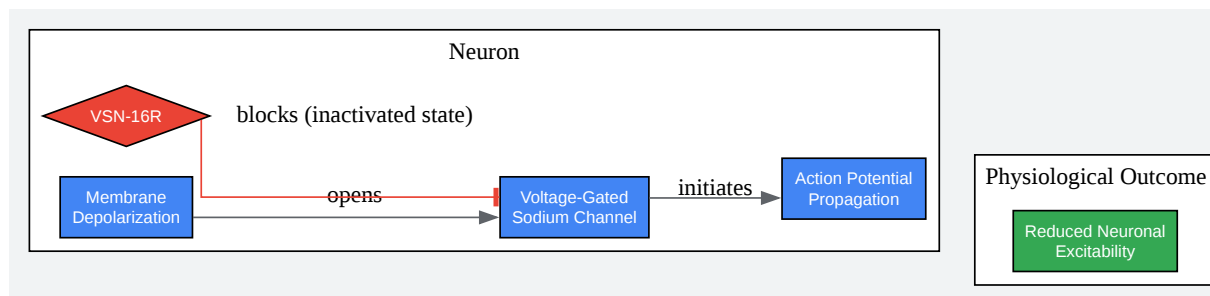 Neuron
VSN-16R
blocks (inactivated state)
Membrane
Depolarization
opens
Voltage-Gated
Sodium Channel
initiates
Action Potential
Propagation
Physiological Outcome
Reduced Neuronal
Excitability